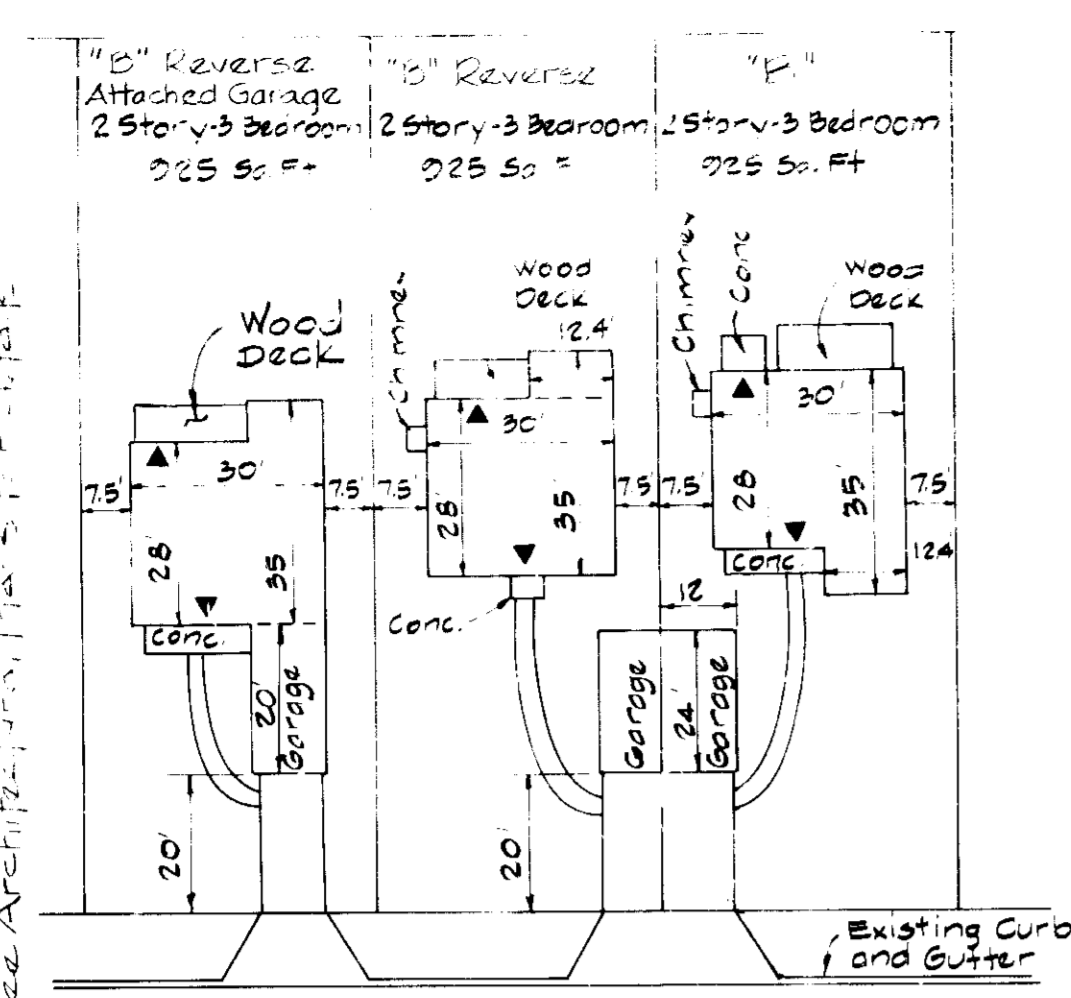 "B" Reverse
Attached Garage
2 Story-3 Bedroom
925 Sq. Ft
"B" Reverse
2 Story-3 Bedroom
925 Sq. F
"B"
2 Story-3 Bedroom
925 Sq. Ft
Wood
Deck
30'
7.5'
7.5'
28
35
Conc.
20'
Garage
20'
Chimney
Wood
Deck
12.4'
30'
7.5'
7.5'
28
35
Conc.
Garage
20'
Chimney
Conc
Wood
Deck
30'
7.5'
7.5'
28
35
Conc
12.4
12
24'
Garage
Existing Curb
and Gutter